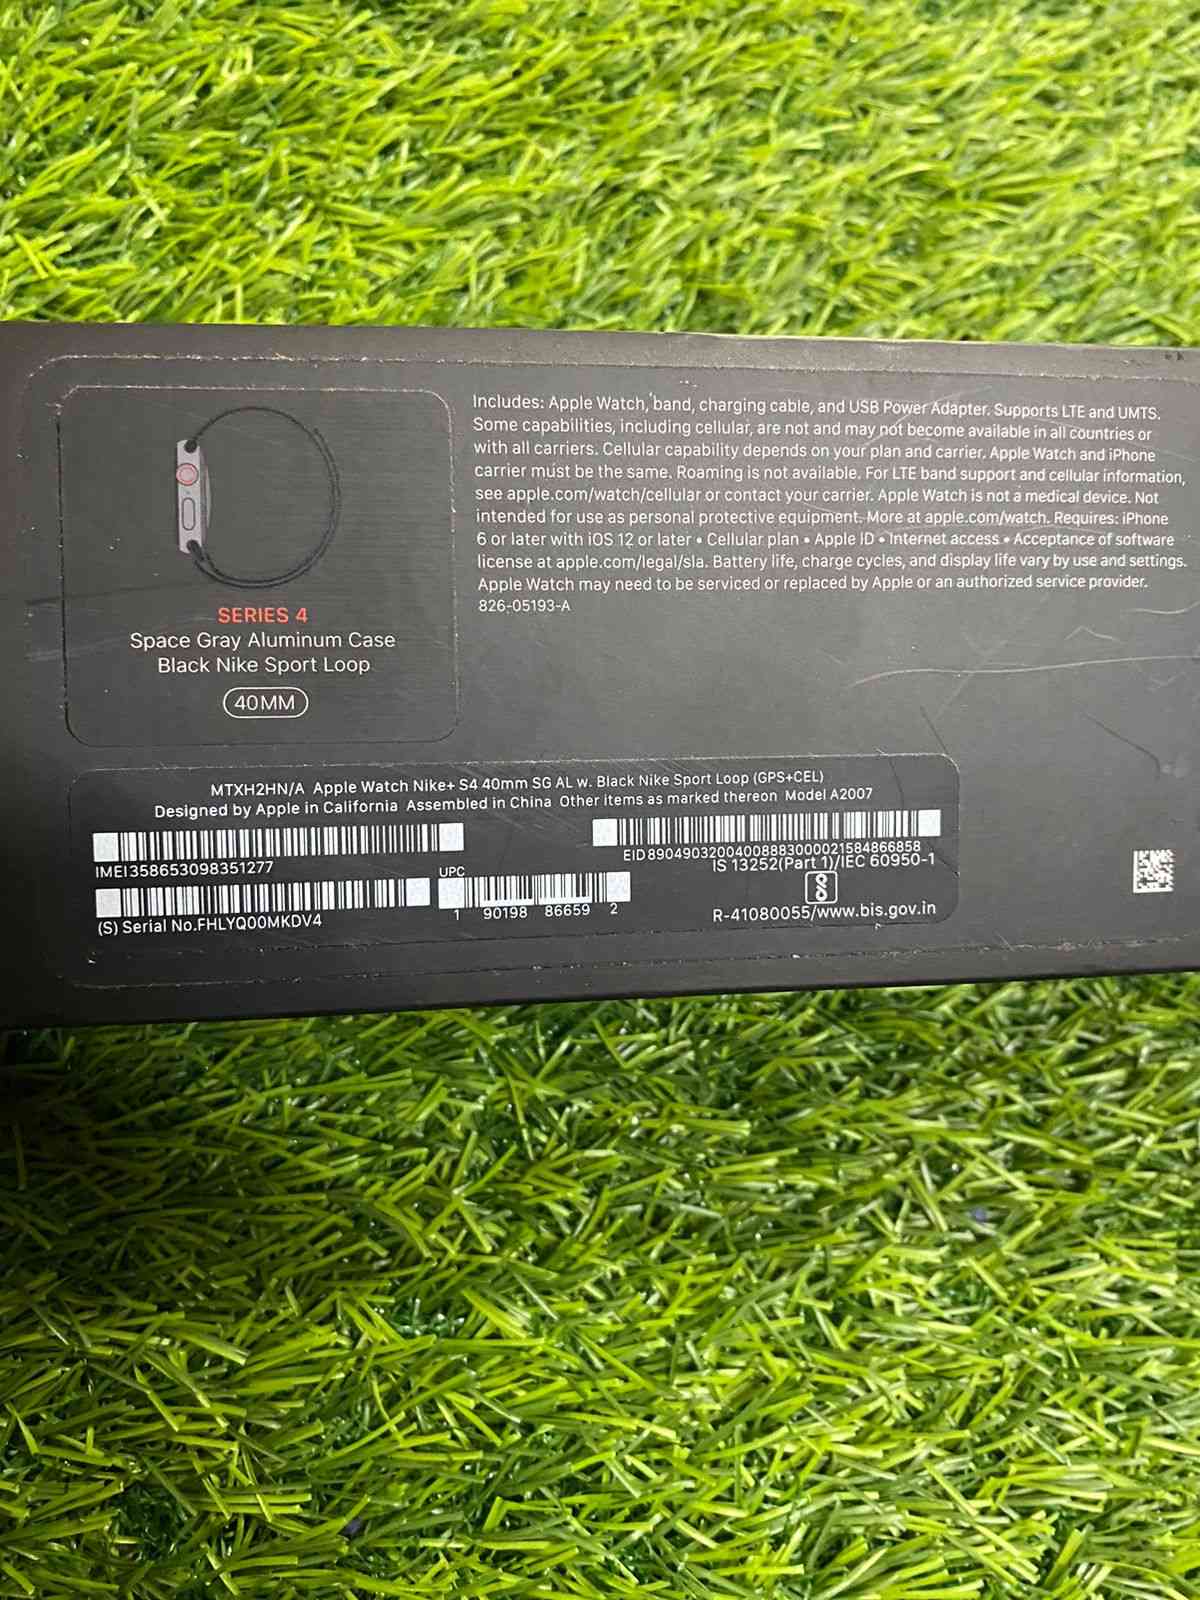 SERIES 4
Space Gray Aluminum Case
Black Nike Sport Loop
40MM
Includes: Apple Watch, band, charging cable, and USB Power Adapter. Supports LTE and UMTS.
Some capabilities, including cellular, are not and may not become available in all countries or
with all carriers. Cellular capability depends on your plan and carrier. Apple Watch and iPhone
carrier must be the same. Roaming is not available. For LTE band support and cellular information,
see apple.com/watch/cellular or contact your carrier. Apple Watch is not a medical device. Not
intended for use as personal protective equipment. More at apple.com/watch. Requires: iPhone
6 or later with iOS 12 or later • Cellular plan • Apple ID • Internet access • Acceptance of software
license at apple.com/legal/sla. Battery life, charge cycles, and display life vary by use and settings.
Apple Watch may need to be serviced or replaced by Apple or an authorized service provider.
826-05193-A
MTXH2HN/A Apple Watch Nike+ S4 40mm SG AL w. Black Nike Sport Loop (GPS+CEL)
Designed by Apple in California Assembled in China Other items as marked thereon Model A2007
IMEI358653098351277
EID89049032004008883000021584866858
IS 13252(Part 1)/IEC 60950-1
R-41080055/www.bis.gov.in
UPC
1 90198 86659 2
(S) Serial No.FHLYQ00MKDV4